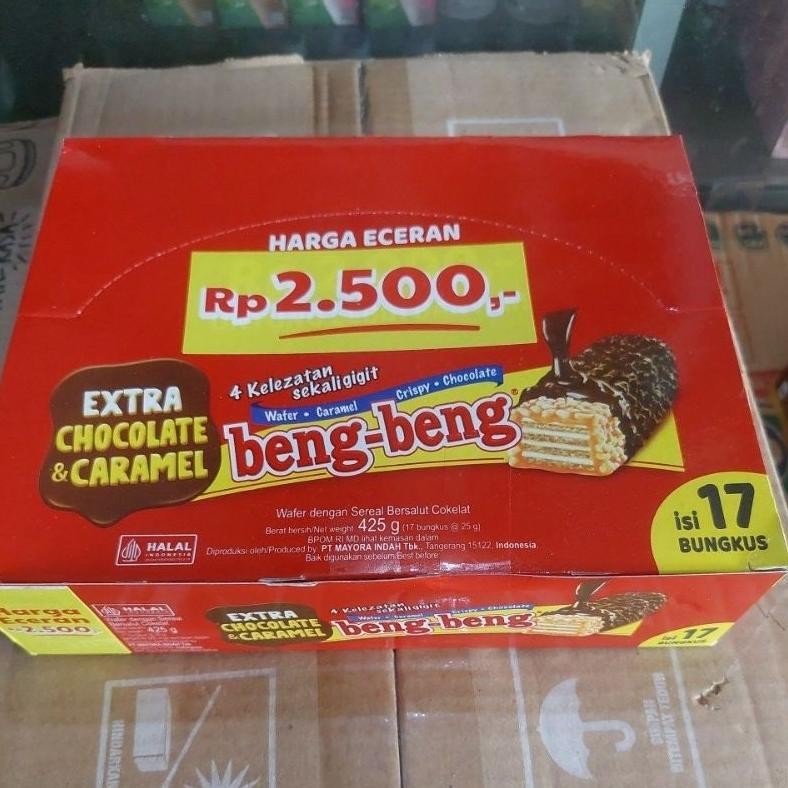 HARGA ECERAN
Rp2.500,-
4 Kelezatan
sekaligigit
Wafer • Caramel Crispy • Chocolate
EXTRA
CHOCOLATE
& CARAMEL
beng-beng®
Wafer dengan Sereal Bersalut Cokelat
Berat bersih/Net weight 425 g (17 bungkus @ 25 g)
BPOM RI MD lihat kemasan dalam
Diproduksi oleh/Produced by PT MAYORA INDAH Tbk., Tangerang 15122, Indonesia.
Baik digunakan sebelum/Best before
HALAL
INDONESIA
isi 17
BUNGKUS
Harga
Eceran
2.500,-
HALAL
425 g
EXTRA
CHOCOLATE
& CARAMEL
4 Kelezatan
sekaligigit
beng-beng
isi 17
BUNGKUS